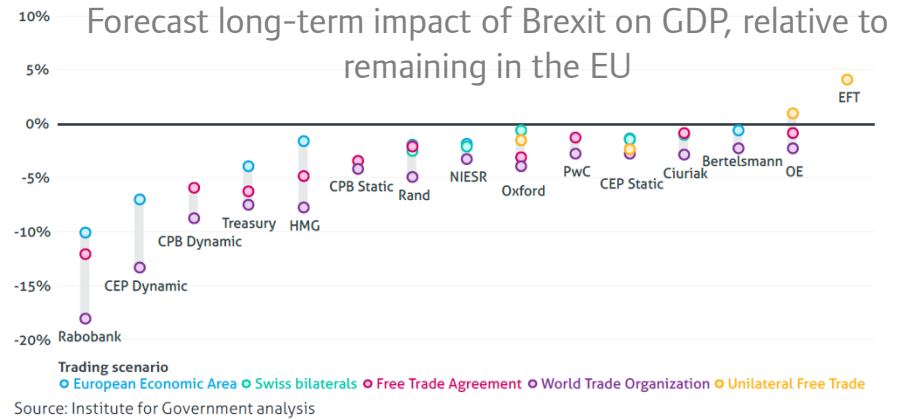 Forecast long-term impact of Brexit on GDP, relative to
remaining in the EU
10%
5%
0%
-5%
-10%
-15%
-20%
Rabobank
CEP Dynamic
CPB Dynamic
Treasury
HMG
CPB Static
Rand
NIESR
Oxford
PwC
CEP Static
Ciuriak
Bertelsmann
OE
EFT
Trading scenario
European Economic Area Swiss bilaterals Free Trade Agreement World Trade Organization Unilateral Free Trade
Source: Institute for Government analysis